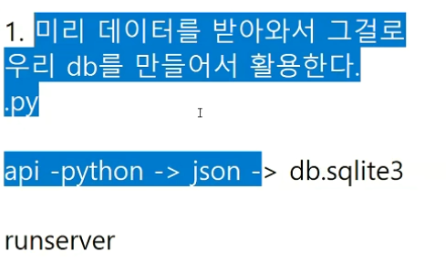 1. 미리 데이터를 받아와서 그걸로
우리 db를 만들어서 활용한다.
.py
api -python -> json -> db.sqlite3
runserver